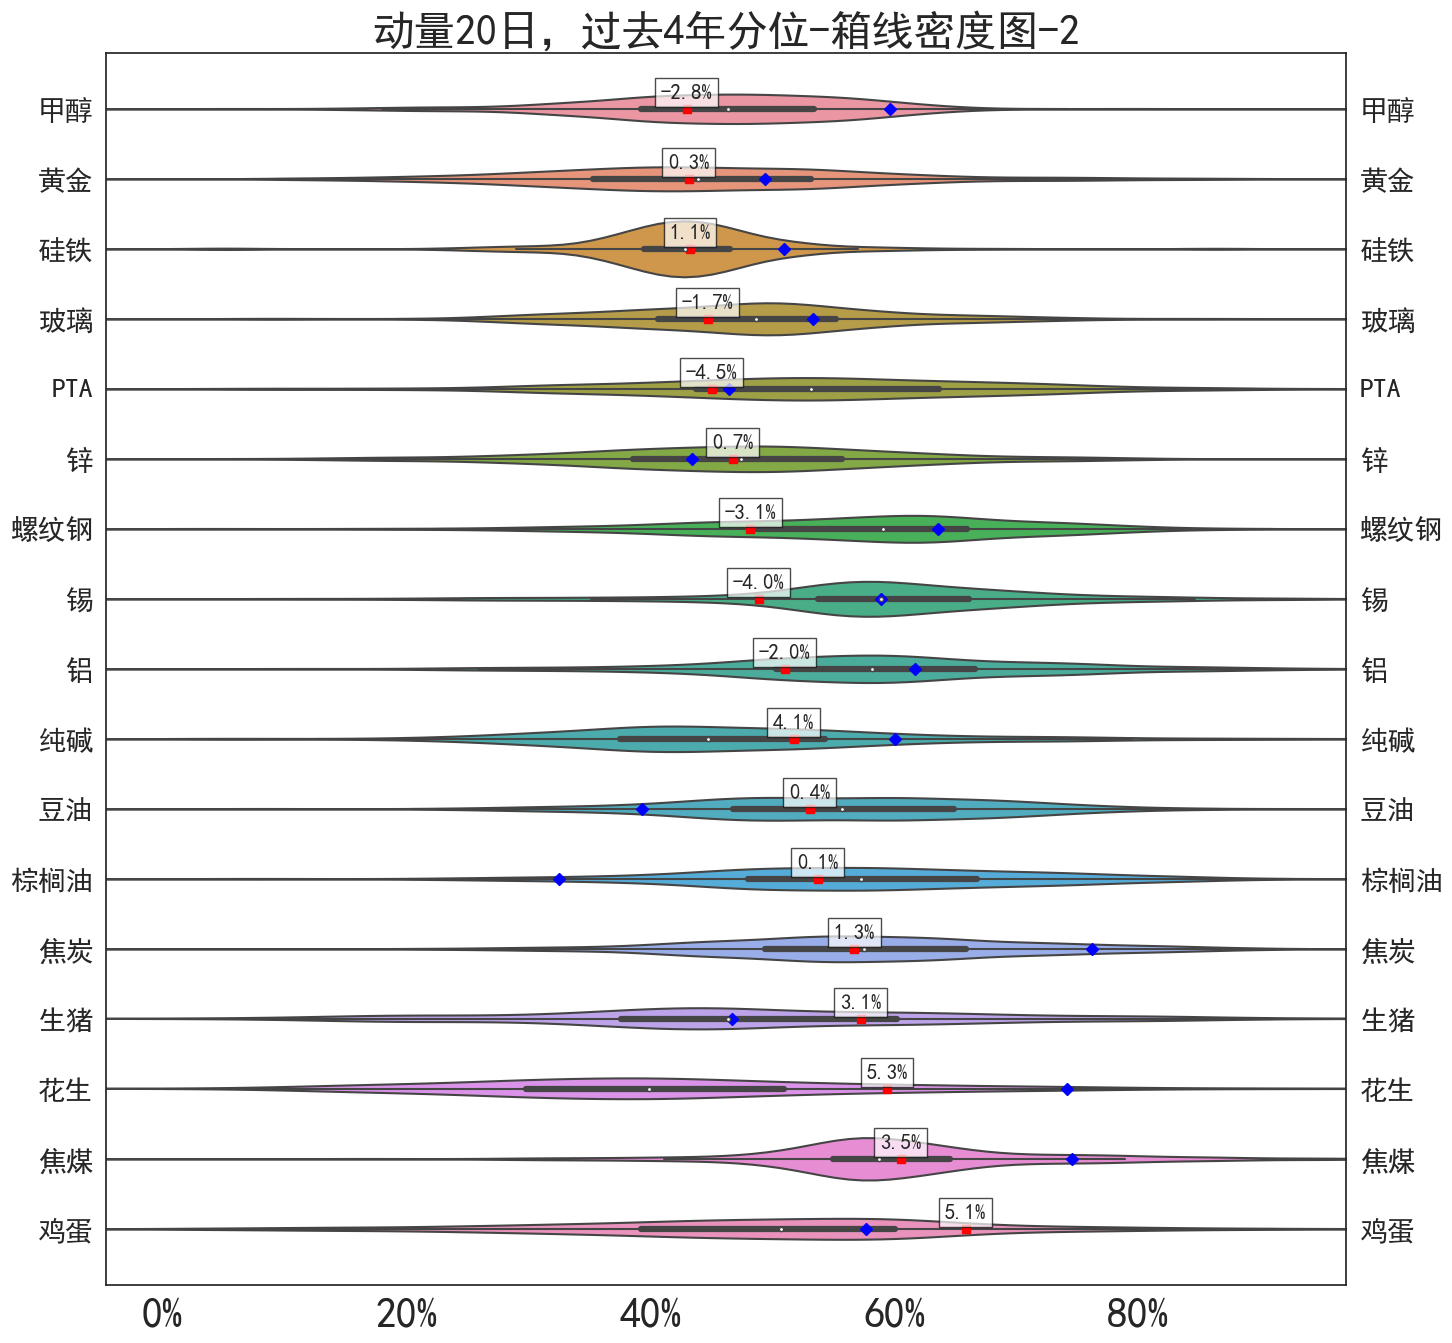 动量20日，过去4年分位-箱线密度图-2
甲醇 -2.8% 甲醇
黄金 0.3% 黄金
硅铁 1.1% 硅铁
玻璃 -1.7% 玻璃
PTA -4.5% PTA
锌 0.7% 锌
螺纹钢 -3.1% 螺纹钢
锡 -4.0% 锡
铝 -2.0% 铝
纯碱 4.1% 纯碱
豆油 0.4% 豆油
棕榈油 0.1% 棕榈油
焦炭 1.3% 焦炭
生猪 3.1% 生猪
花生 5.3% 花生
焦煤 3.5% 焦煤
鸡蛋 5.1% 鸡蛋
0% 20% 40% 60% 80%